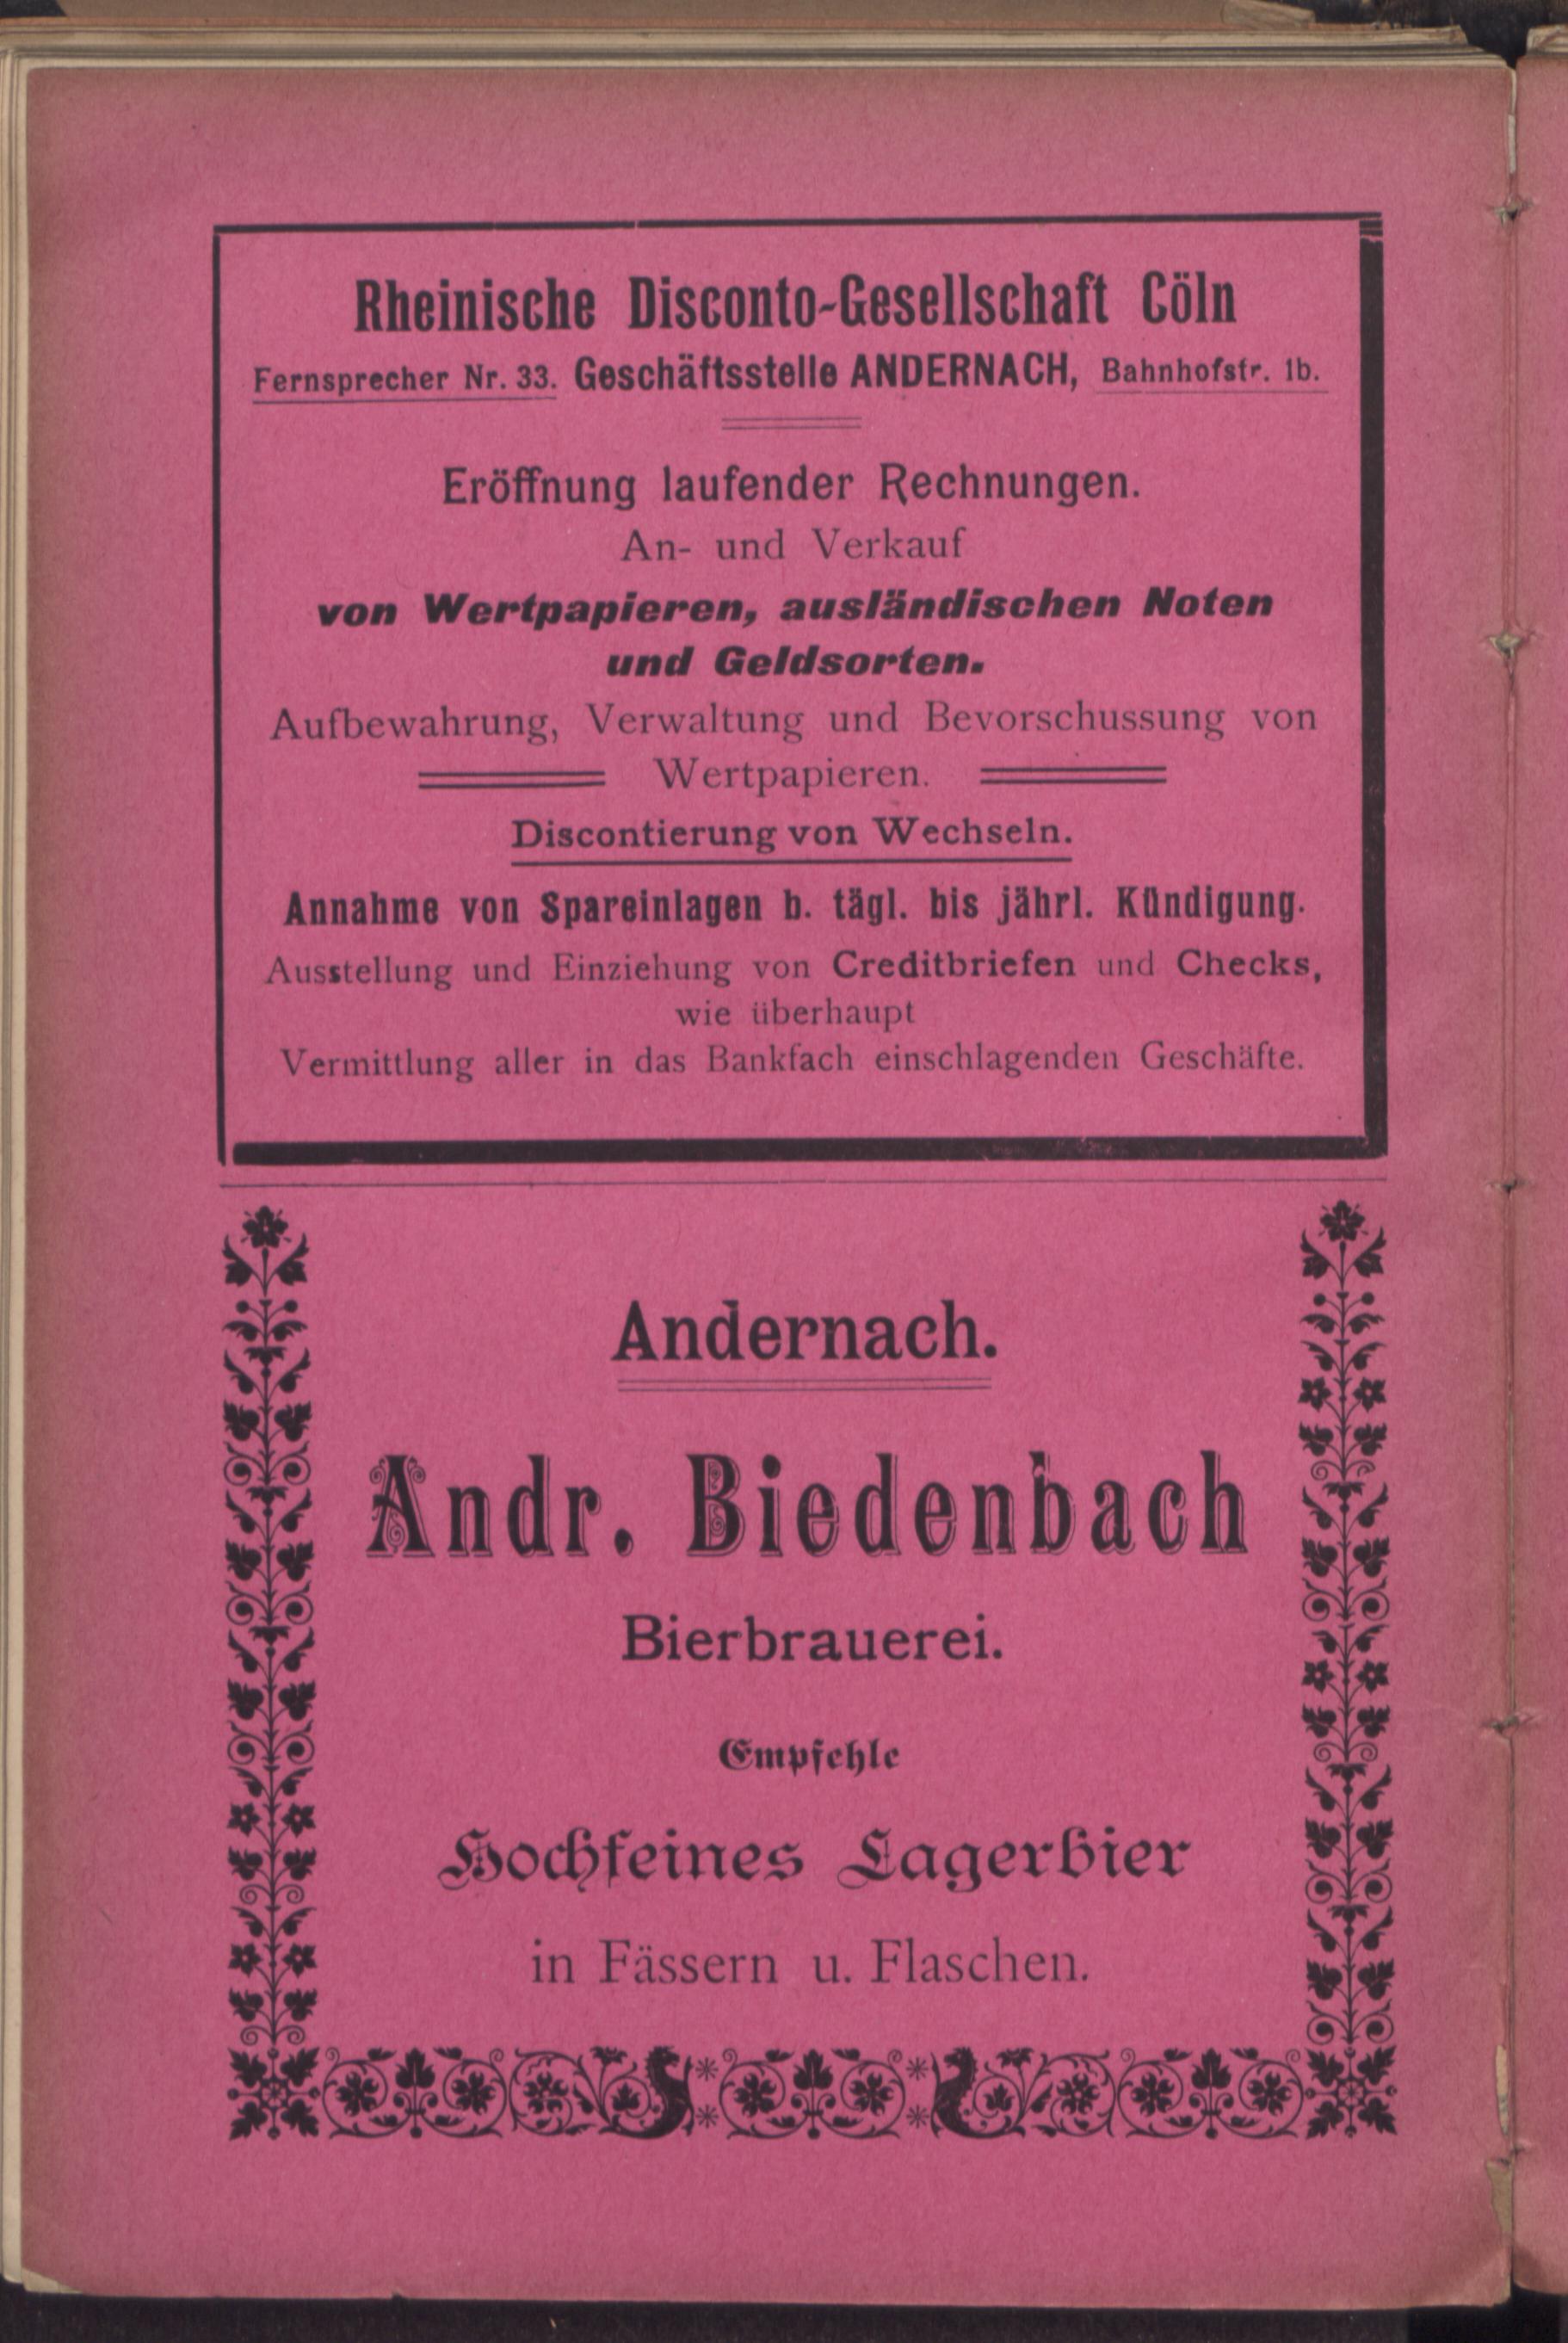 Rheinische Disconto-Gesellschaft Cöln
Fernsprecher Nr. 33. Geschäftsstelle ANDERNACH, Bahnhofstr. 1b.
Eröffnung laufender Rechnungen.
An- und Verkauf
von Wertpapieren, ausländischen Noten
und Geldsorten.
Aufbewahrung, Verwaltung und Bevorschussung von
Wertpapieren.
Discontierung von Wechseln.
Annahme von Spareinlagen b. tägl. bis jährl. Kündigung.
Ausstellung und Einziehung von Creditbriefen und Checks,
wie überhaupt
Vermittlung aller in das Bankfach einschlagenden Geschäfte.
Andernach.
Andr. Biedenbach
Bierbrauerei.
Empfehle
Hochfeines Lagerbier
in Fässern u. Flaschen.